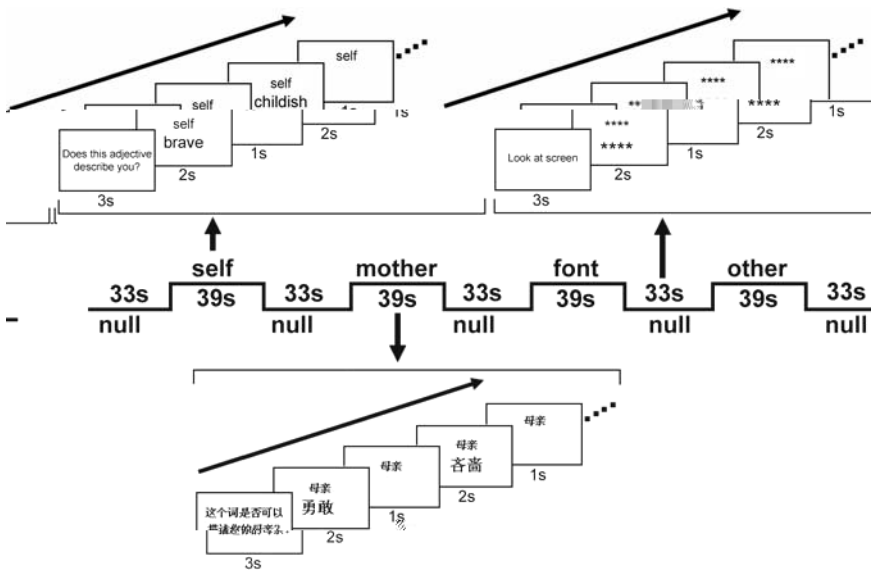 self
self
childish
self
self
brave
Does this adjective
describe you?
3s
2s
1s
2s
1s
****
****
****
****
****
Look at screen
3s
2s
1s
2s
1s
self
mother
font
other
33s
39s
33s
39s
33s
39s
33s
39s
33s
null
null
null
null
null
母亲
母亲
吝啬
母亲
母亲
勇敢
这个词是否可以
3s
2s
1s
2s
1s